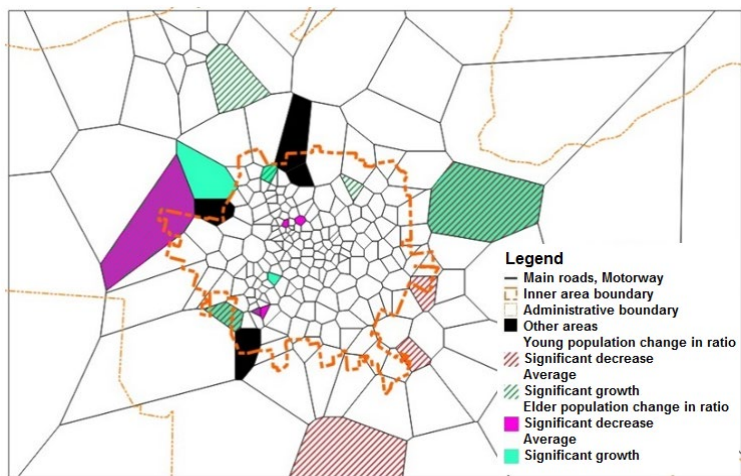 Legend
Main roads, Motorway
Inner area boundary
Administrative boundary
Other areas
Young population change in ratio
Significant decrease
Average
Significant growth
Elder population change in ratio
Significant decrease
Average
Significant growth